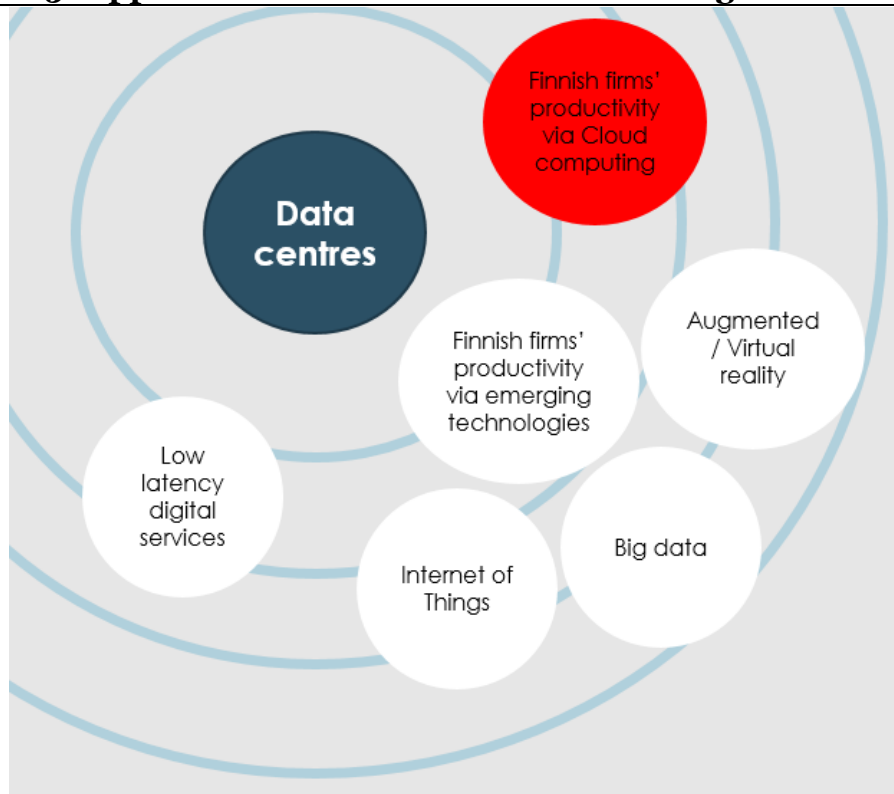 Finnish firms’
productivity
via Cloud
computing
Data
centres
Finnish firms’
productivity
via emerging
technologies
Augmented
/ Virtual
reality
Low
latency
digital
services
Internet of
Things
Big data